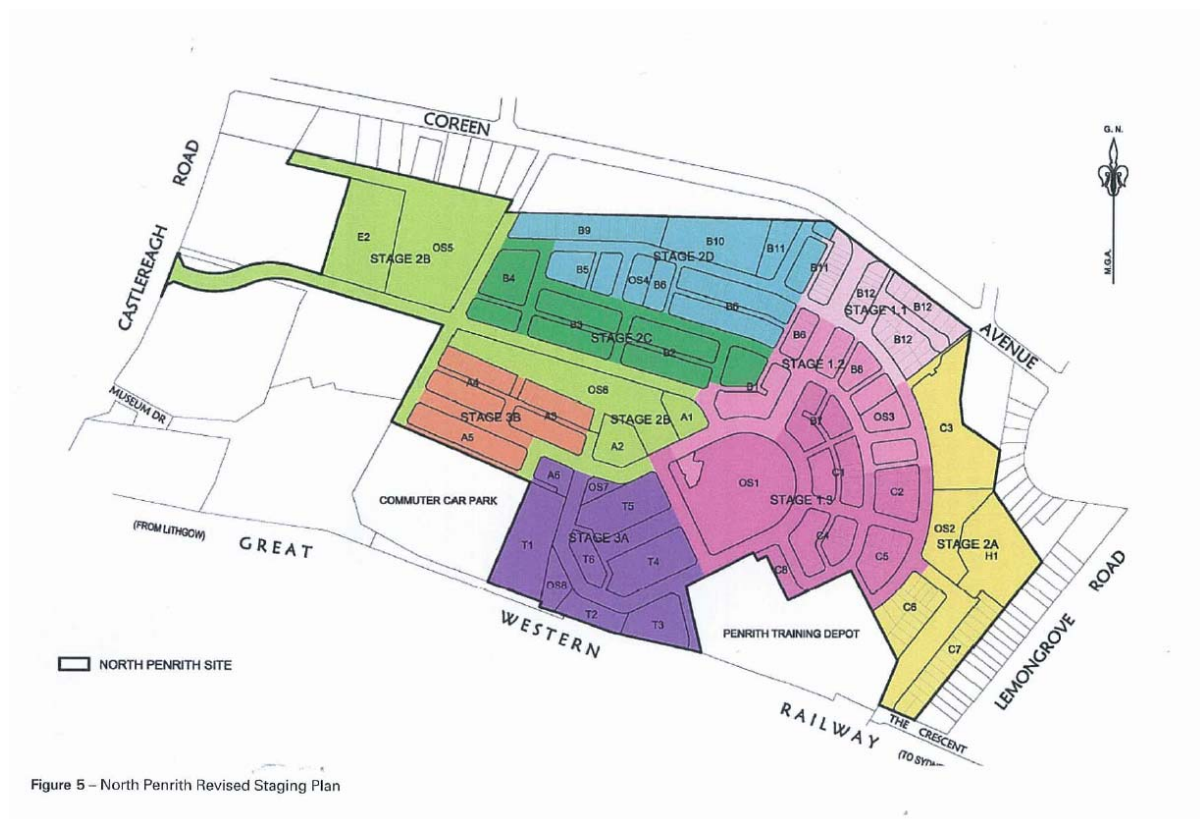 COREEN
G. N.
M.G.A.
ROAD
CASTLEREAGH
E2
OS5
STAGE 2B
B9
B10
B11
STAGE 2D
B4
B5
OS4
B6
B11
B12
B12
STAGE 1.1
B12
AVENUE
B3
STAGE 2C
B2
B6
STAGE 1.2
B8
B1
MUSEUM DR
A4
OS6
STAGE 3B
A3
STAGE 2B
A1
A5
A2
B7
OS3
C3
COMMUTER CAR PARK
A6
OS7
T5
OS1
C1
STAGE 1.3
C2
(FROM LITHGOW)
GREAT
T1
STAGE 3A
T6
T4
C4
C5
OS2
STAGE 2A
H1
OS8
T2
T3
C8
C6
C7
WESTERN
PENRITH TRAINING DEPOT
LEMONGROVE
ROAD
NORTH PENRITH SITE
RAILWAY
THE CRESCENT
Figure 5 – North Penrith Revised Staging Plan